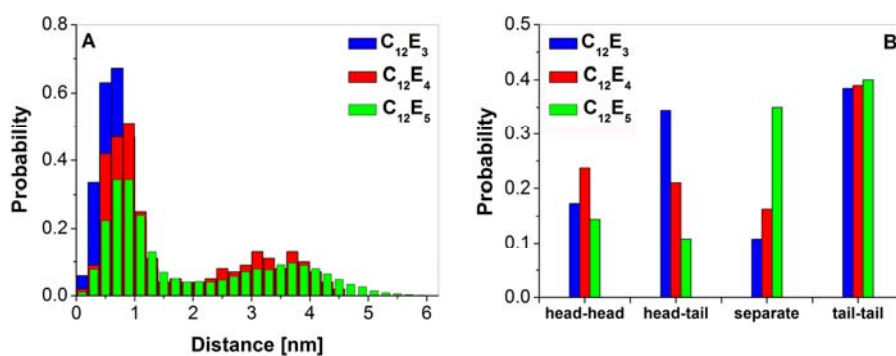 A
C₁₂E₃
C₁₂E₄
C₁₂E₅
Probability
0.8
0.6
0.4
0.2
0.0
0 1 2 3 4 5 6
Distance [nm]
B
C₁₂E₃
C₁₂E₄
C₁₂E₅
Probability
0.5
0.4
0.3
0.2
0.1
0.0
head-head head-tail separate tail-tail